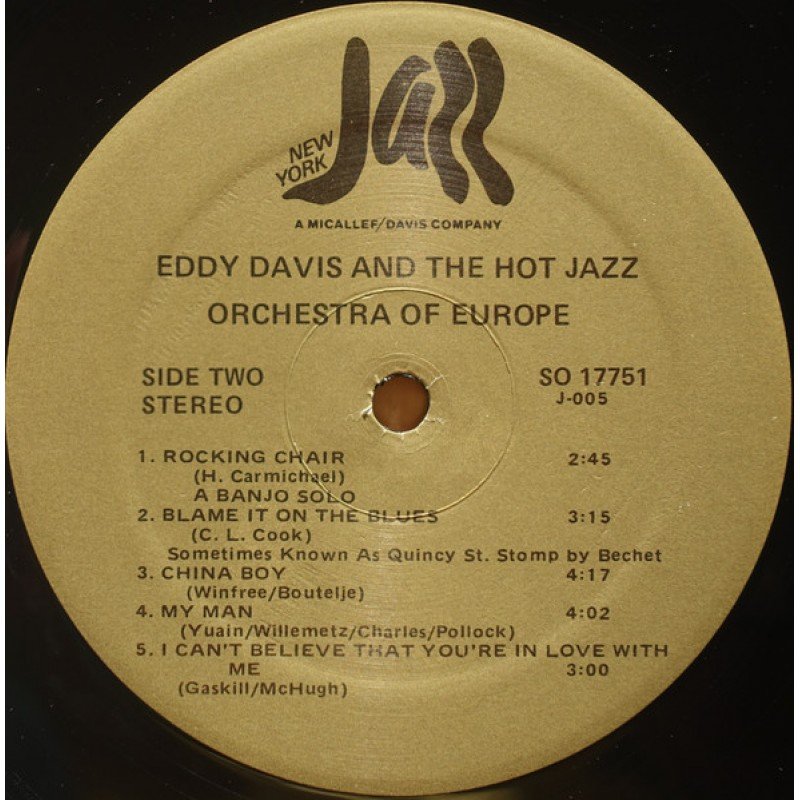 NEW YORK Jazz
A MICALLEF/DAVIS COMPANY
EDDY DAVIS AND THE HOT JAZZ
ORCHESTRA OF EUROPE
SIDE TWO
STEREO
SO 17751
J-005
1. ROCKING CHAIR 2:45
(H. Carmichael)
A BANJO SOLO
2. BLAME IT ON THE BLUES 3:15
(C. L. Cook)
Sometimes Known As Quincy St. Stomp by Bechet
3. CHINA BOY 4:17
(Winfree/Boutelje)
4. MY MAN 4:02
(Yuain/Willemetz/Charles/Pollock)
5. I CAN'T BELIEVE THAT YOU'RE IN LOVE WITH
ME 3:00
(Gaskill/McHugh)